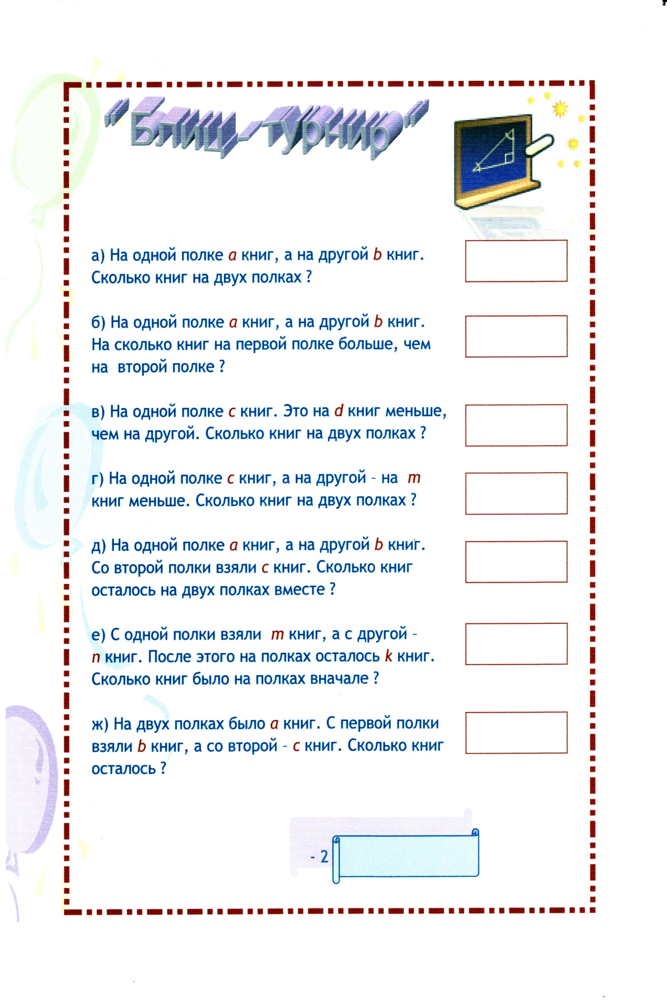 "Блиц-турнир"
а) На одной полке a книг, а на другой b книг.
Сколько книг на двух полках ?
б) На одной полке a книг, а на другой b книг.
На сколько книг на первой полке больше, чем
на второй полке ?
в) На одной полке c книг. Это на d книг меньше,
чем на другой. Сколько книг на двух полках ?
г) На одной полке c книг, а на другой - на m
книг меньше. Сколько книг на двух полках ?
д) На одной полке a книг, а на другой b книг.
Со второй полки взяли c книг. Сколько книг
осталось на двух полках вместе ?
е) С одной полки взяли m книг, а с другой -
n книг. После этого на полках осталось k книг.
Сколько книг было на полках вначале ?
ж) На двух полках было a книг. С первой полки
взяли b книг, а со второй - c книг. Сколько книг
осталось ?
- 2